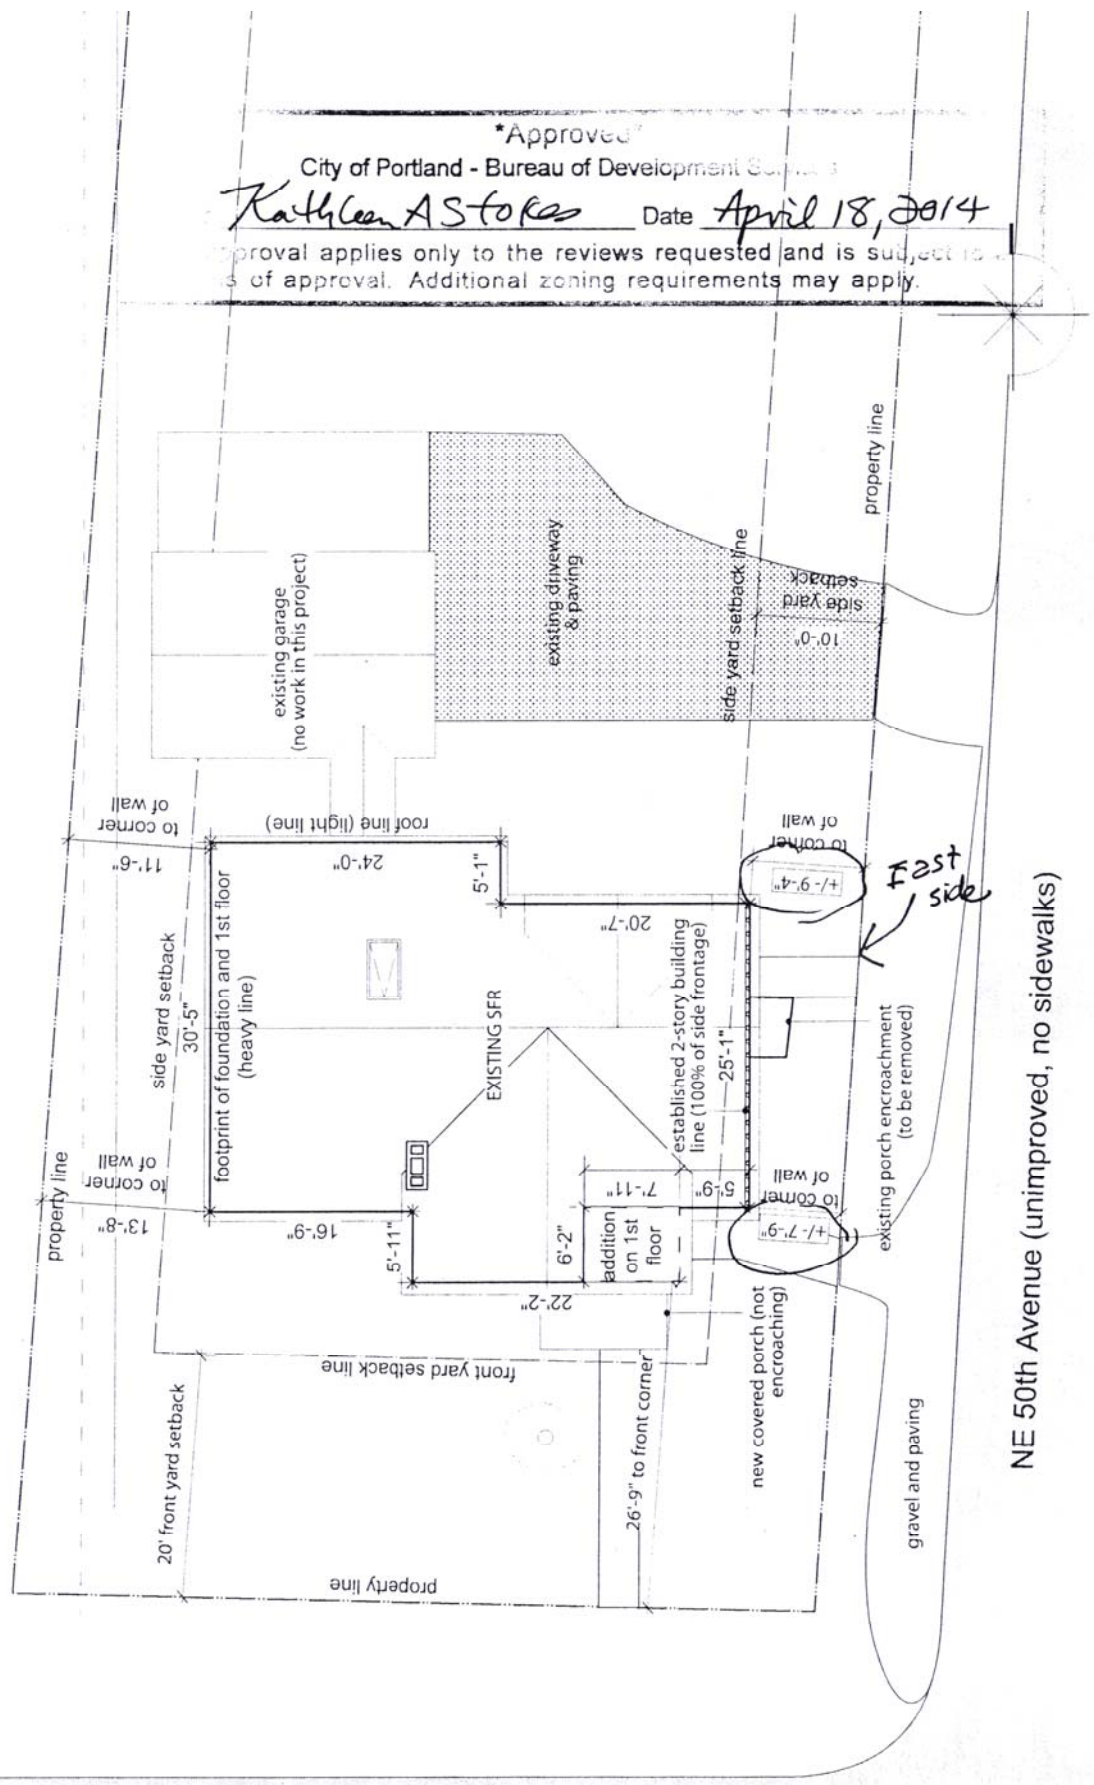 *Approved*
City of Portland - Bureau of Development
Kathleen A Stokes Date April 18, 2014
approval applies only to the reviews requested and is subject to
of approval. Additional zoning requirements may apply.
property line
existing garage
(no work in this project)
existing driveway
& paving
side yard setback line
side yard
setback
10'-0"
to corner
of wall
11'-6"
roof line (light line)
24'-0"
5'-1"
to corner
of wall
+/- 9'-4"
East
side
side yard setback
30'-5"
footprint of foundation and 1st floor
(heavy line)
20'-7"
EXISTING SFR
established 2-story building
line (100% of side frontage)
25'-1"
existing porch encroachment
(to be removed)
property line
to corner
of wall
13'-8"
16'-9"
5'-11"
22'-2"
6'-2"
7'-11"
5'-9"
addition
on 1st
floor
to corner
of wall
+/- 7'-9"
new covered porch (not
encroaching)
front yard setback line
20' front yard setback
26'-9" to front corner
property line
gravel and paving
NE 50th Avenue (unimproved, no sidewalks)